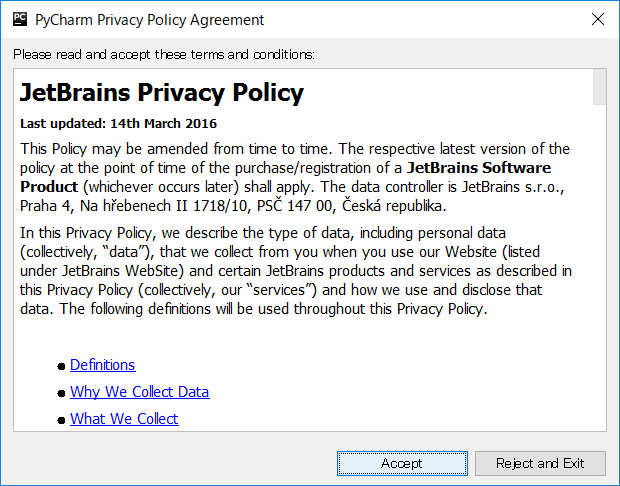 PC PyCharm Privacy Policy Agreement
Please read and accept these terms and conditions:
JetBrains Privacy Policy
Last updated: 14th March 2016
This Policy may be amended from time to time. The respective latest version of the
policy at the point of time of the purchase/registration of a JetBrains Software
Product (whichever occurs later) shall apply. The data controller is JetBrains s.r.o.,
Praha 4, Na hřebenech II 1718/10, PSČ 147 00, Česká republika.
In this Privacy Policy, we describe the type of data, including personal data
(collectively, “data”), that we collect from you when you use our Website (listed
under JetBrains WebSite) and certain JetBrains products and services as described in
this Privacy Policy (collectively, our “services”) and how we use and disclose that
data. The following definitions will be used throughout this Privacy Policy.
Definitions
Why We Collect Data
What We Collect
Accept Reject and Exit